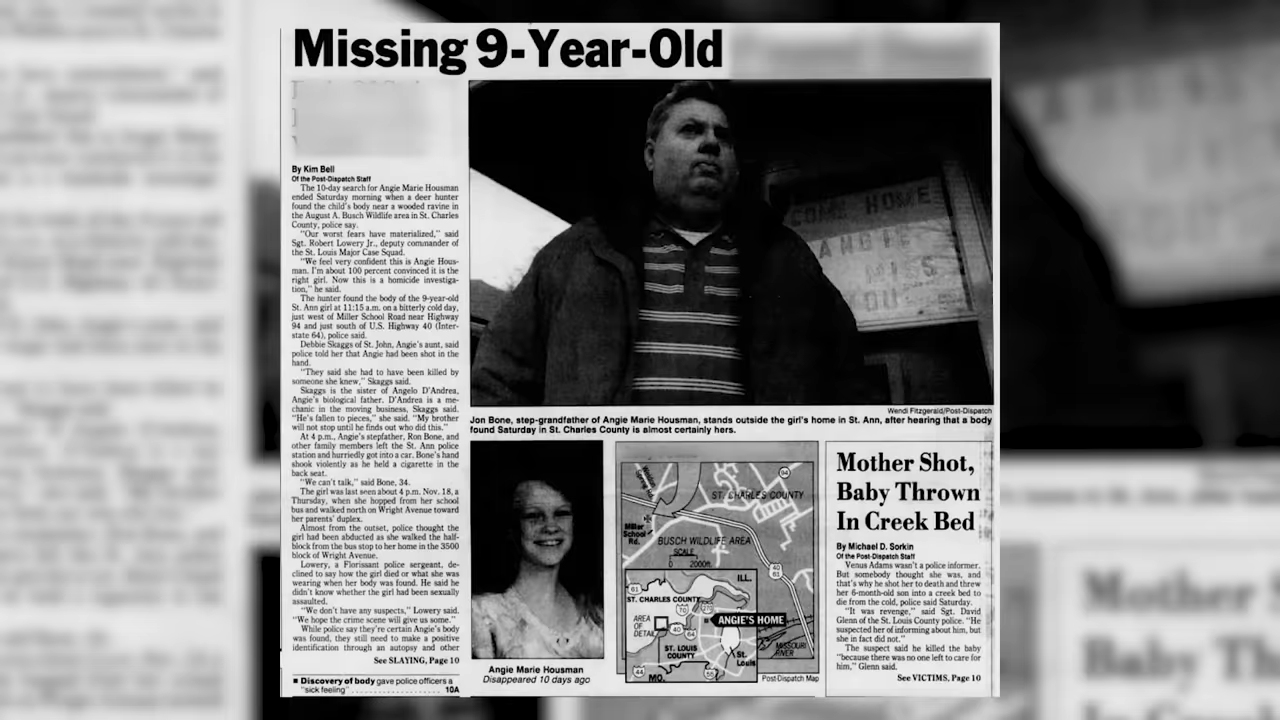 Missing 9-Year-Old
By Kim Bell
Of the Post-Dispatch Staff
The 10-day search for Angie Marie Housman
ended Saturday morning when a deer hunter
found the child's body near a wooded ravine in
the August A. Busch Wildlife area in St. Charles
County, police say.
"Our worst fears have materialized," said
Sgt. Robert Lowery Jr., deputy commander of
the St. Louis Major Case Squad.
"We feel very confident this is Angie Hous-
man. I'm about 100 percent convinced it is the
right girl. Now this is a homicide investiga-
tion," he said.
The hunter found the body of the 9-year-old
St. Ann girl at 11:15 a.m. on a bitterly cold day,
just west of Miller School Road near Highway
94 and just south of U.S. Highway 40 (Inter-
state 64), police said.
Debbie Skaggs of St. John, Angie's aunt, said
police told her that Angie had been shot in the
hand.
"They said she had to have been killed by
someone she knew," Skaggs said.
Skaggs is the sister of Angelo D'Andrea,
Angie's biological father. D'Andrea is a me-
chanic in the moving business, Skaggs said.
"He's fallen to pieces," she said. "My brother
will not stop until he finds out who did this."
At 4 p.m., Angie's stepfather, Ron Bone, and
other family members left the St. Ann police
station and hurriedly got into a car. Bone's hand
shook violently as he held a cigarette in the
back seat.
"We can't talk," said Bone, 34.
The girl was last seen about 4 p.m. Nov. 18, a
Thursday, when she hopped from her school
bus and walked north on Wright Avenue toward
her parents' duplex.
Almost from the outset, police thought the
girl had been abducted as she walked the half-
block from the bus stop to her home in the 3500
block of Wright Avenue.
Lowery, a Florissant police sergeant, de-
clined to say how the girl died or what she was
wearing when her body was found. He said he
didn't know whether the girl had been sexually
assaulted.
"We don't have any suspects," Lowery said.
"We hope the crime scene will give us some."
While police say they're certain Angie's body
was found, they still need to make a positive
identification through an autopsy and other
See SLAYING, Page 10
■ Discovery of body gave police officers a
"sick feeling" 10A
COME HOME
ANGIE
MISS
YOU
Wendi Fitzgerald/Post-Dispatch
Jon Bone, step-grandfather of Angie Marie Housman, stands outside the girl's home in St. Ann, after hearing that a body
found Saturday in St. Charles County is almost certainly hers.
Angie Marie Housman
Disappeared 10 days ago
94
ST. CHARLES COUNTY
Miller
School
Rd.
BUSCH WILDLIFE AREA
SCALE
0 2000ft.
40
61
ILL.
61
ST. CHARLES COUNTY
70
270
AREA
OF
DETAIL
40
64
ANGIE'S HOME
ST. LOUIS
COUNTY
St.
Louis
MISSOURI
RIVER
44
MO.
55
Post-Dispatch Map
Mother Shot,
Baby Thrown
In Creek Bed
By Michael D. Sorkin
Of the Post-Dispatch Staff
Venus Adams wasn't a police informer.
But somebody thought she was, and
that's why he shot her to death and threw
her 6-month-old son into a creek bed to
die from the cold, police said Saturday.
"It was revenge," said Sgt. David
Glenn of the St. Louis County police. "He
suspected her of informing about him, but
she in fact did not."
The suspect said he killed the baby
"because there was no one left to care for
him," Glenn said.
See VICTIMS, Page 10